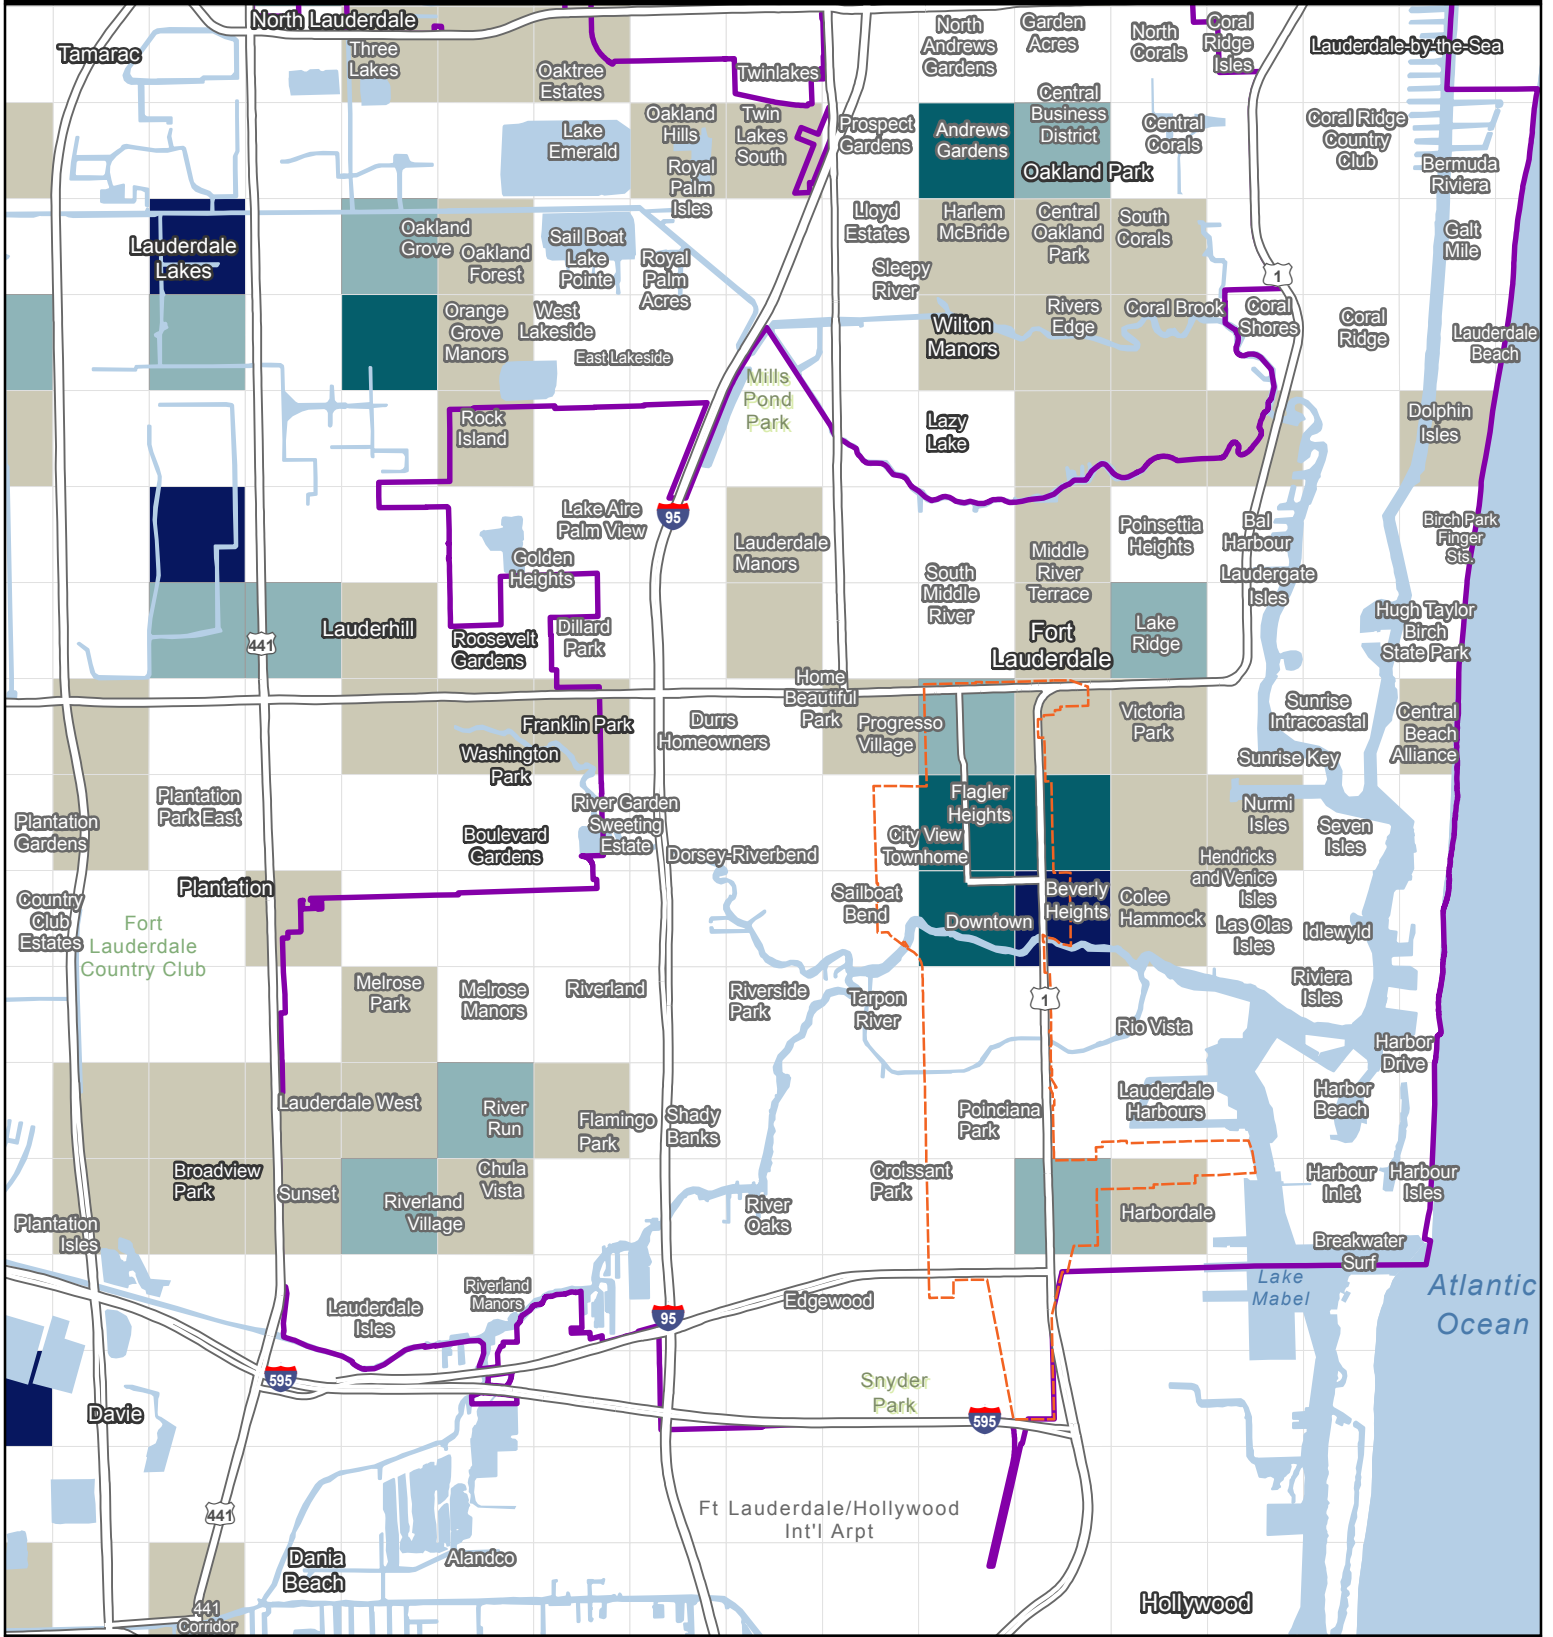 North Lauderdale
Tamarac
Three
Lakes
Oaktree
Estates
Twinlakes
North
Andrews
Gardens
Garden
Acres
North
Corals
Coral
Ridge
Isles
Lauderdale-by-the-Sea
Lake
Emerald
Oakland
Hills
Royal
Palm
Isles
Twin
Lakes
South
Prospect
Gardens
Andrews
Gardens
Central
Business
District
Oakland Park
Central
Corals
Coral Ridge
Country
Club
Bermuda
Riviera
Lauderdale
Lakes
Oakland
Grove
Oakland
Forest
Sail Boat
Lake
Pointe
Royal
Palm
Acres
Lloyd
Estates
Sleepy
River
Harlem
McBride
Central
Oakland
Park
South
Corals
Galt
Mile
1
Orange
Grove
Manors
West
Lakeside
East Lakeside
Wilton
Manors
Rivers
Edge
Coral Brook
Coral
Shores
Coral
Ridge
Lauderdale
Beach
Mills
Pond
Park
Rock
Island
Lazy
Lake
Dolphin
Isles
Lake Aire
Palm View
95
Golden
Heights
Lauderdale
Manors
South
Middle
River
Middle
River
Terrace
Poinsettia
Heights
Bal
Harbour
Laudergate
Isles
Birch Park
Finger
Sts.
441
Lauderhill
Roosevelt
Gardens
Dillard
Park
Fort
Lauderdale
Lake
Ridge
Hugh Taylor
Birch
State Park
Home
Beautiful
Park
Franklin Park
Washington
Park
Durrs
Homeowners
Progresso
Village
Victoria
Park
Sunrise
Intracoastal
Sunrise Key
Central
Beach
Alliance
Plantation
Gardens
Plantation
Park East
Boulevard
Gardens
River Garden
Sweeting
Estate
Dorsey-Riverbend
Flagler
Heights
City View
Townhome
Nurmi
Isles
Seven
Isles
Hendricks
and Venice
Isles
Country
Club
Estates
Plantation
Fort
Lauderdale
Country Club
Sailboat
Bend
Downtown
Beverly
Heights
Colee
Hammock
Las Olas
Isles
Idlewyld
Melrose
Park
Melrose
Manors
Riverland
Riverside
Park
Tarpon
River
1
Rio Vista
Riviera
Isles
Harbor
Drive
Lauderdale West
River
Run
Flamingo
Park
Shady
Banks
Poinciana
Park
Lauderdale
Harbours
Harbor
Beach
Broadview
Park
Sunset
Riverland
Village
Chula
Vista
River
Oaks
Croissant
Park
Harbordale
Harbour
Inlet
Harbour
Isles
Plantation
Isles
Breakwater
Surf
Lake
Mabel
Atlantic
Ocean
Lauderdale
Isles
Riverland
Manors
95
Edgewood
595
Davie
Snyder
Park
595
441
Ft Lauderdale/Hollywood
Int'l Arpt
Dania
Beach
Alandco
441
Corridor
Hollywood